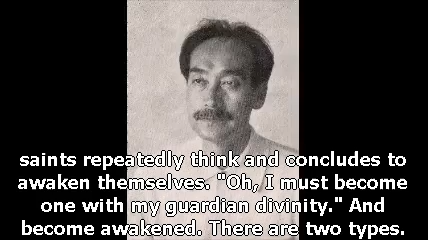 saints repeatedly think and concludes to
awaken themselves. "Oh, I must become
one with my guardian divinity." And
become awakened. There are two types.